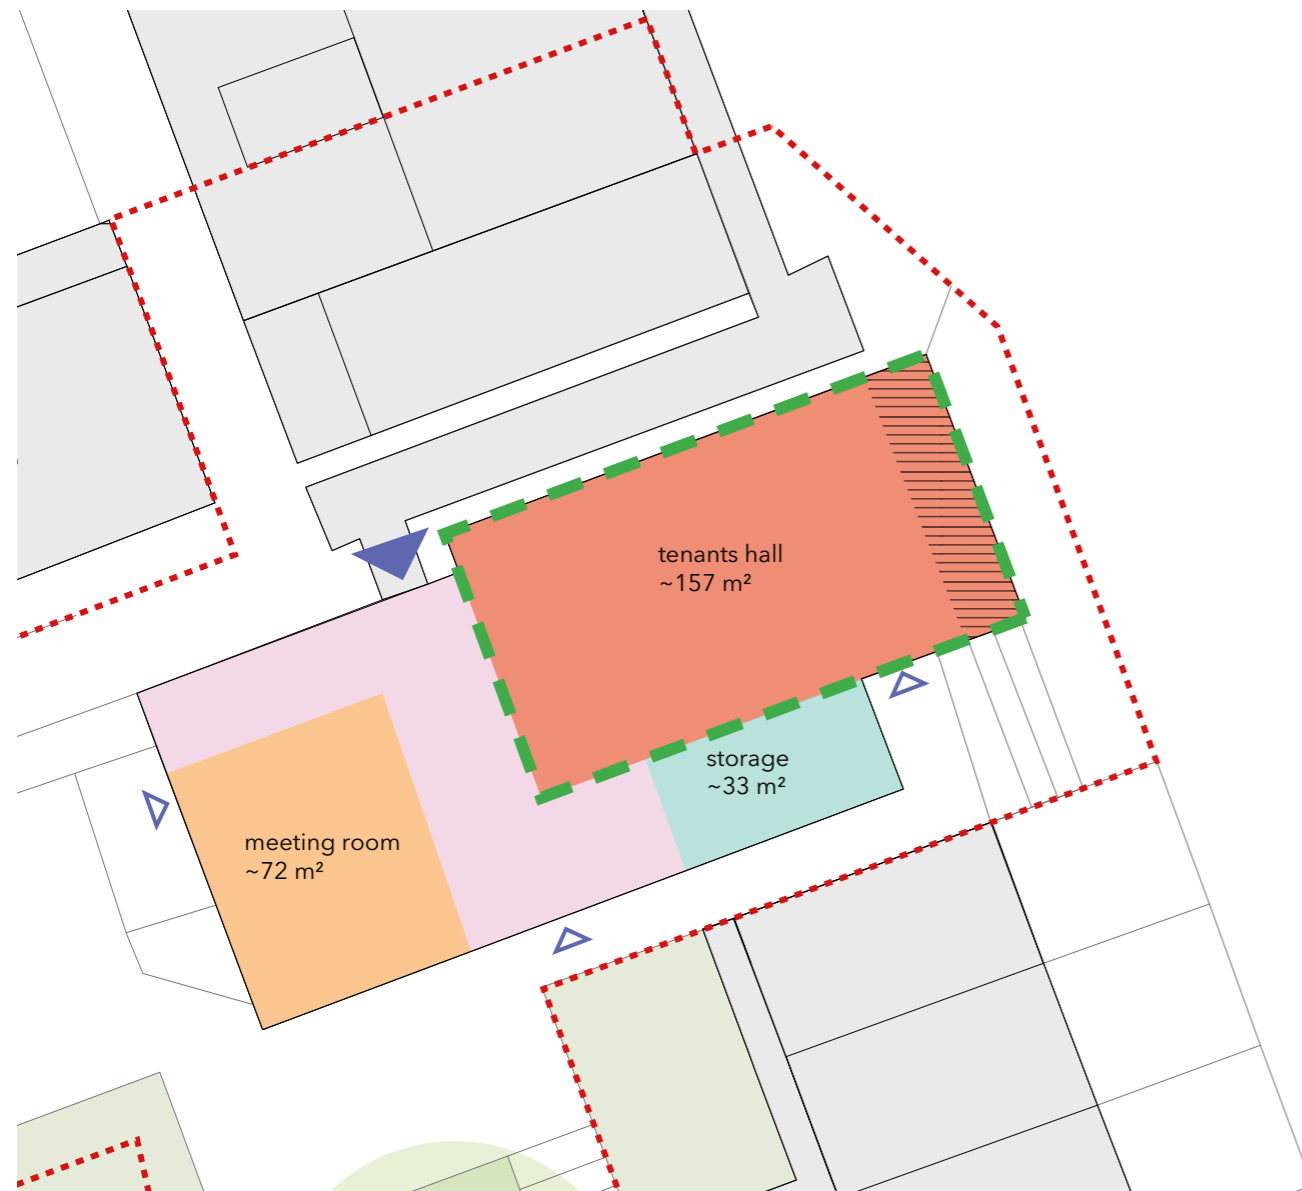 tenants hall
~157 m²
storage
~33 m²
meeting room
~72 m²